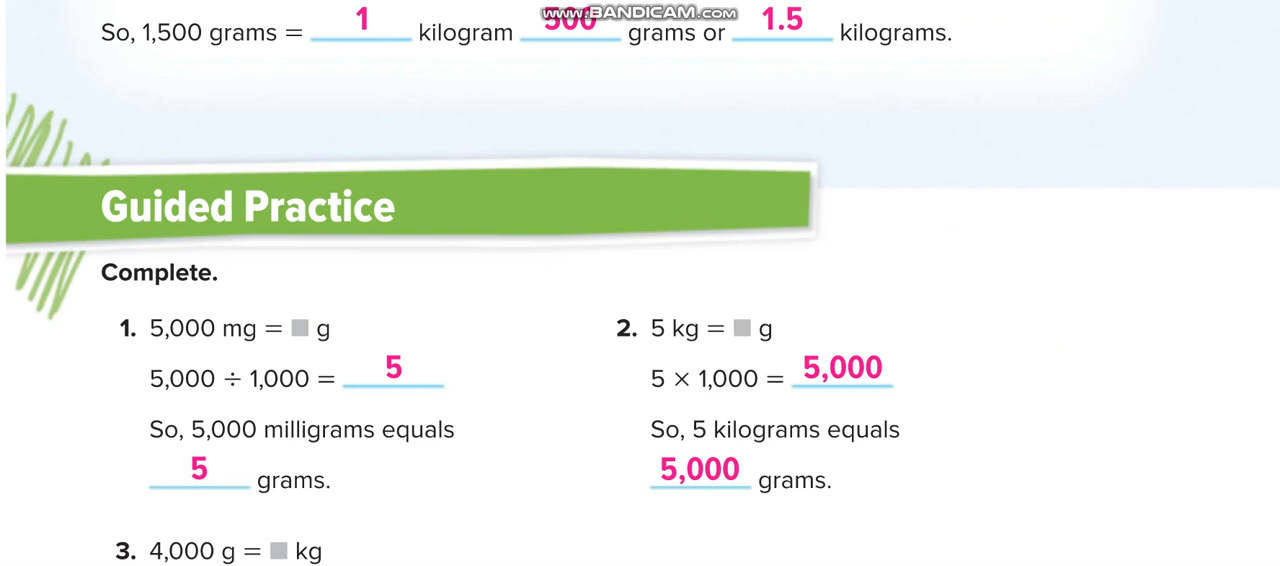 www.BANDICAM.com
So, 1,500 grams = 1 kilogram 500 grams or 1.5 kilograms.
Guided Practice
Complete.
1. 5,000 mg = ■ g
5,000 ÷ 1,000 = 5
So, 5,000 milligrams equals
5 grams.
2. 5 kg = ■ g
5 × 1,000 = 5,000
So, 5 kilograms equals
5,000 grams.
3. 4,000 g = ■ kg